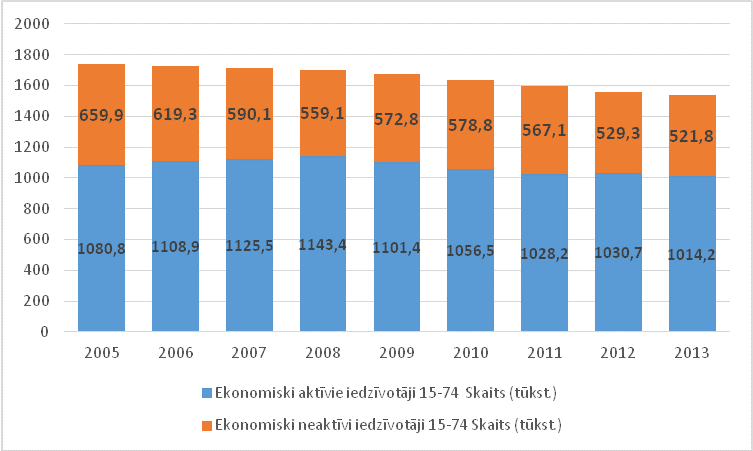 2000
1800
1600
1400
1200
1000
800
600
400
200
0
659,9 619,3 590,1 559,1 572,8 578,8 567,1 529,3 521,8
1080,8 1108,9 1125,5 1143,4 1101,4 1056,5 1028,2 1030,7 1014,2
2005 2006 2007 2008 2009 2010 2011 2012 2013
Ekonomiski aktīvie iedzīvotāji 15-74 Skaits (tūkst.)
Ekonomiski neaktīvi iedzīvotāji 15-74 Skaits (tūkst.)